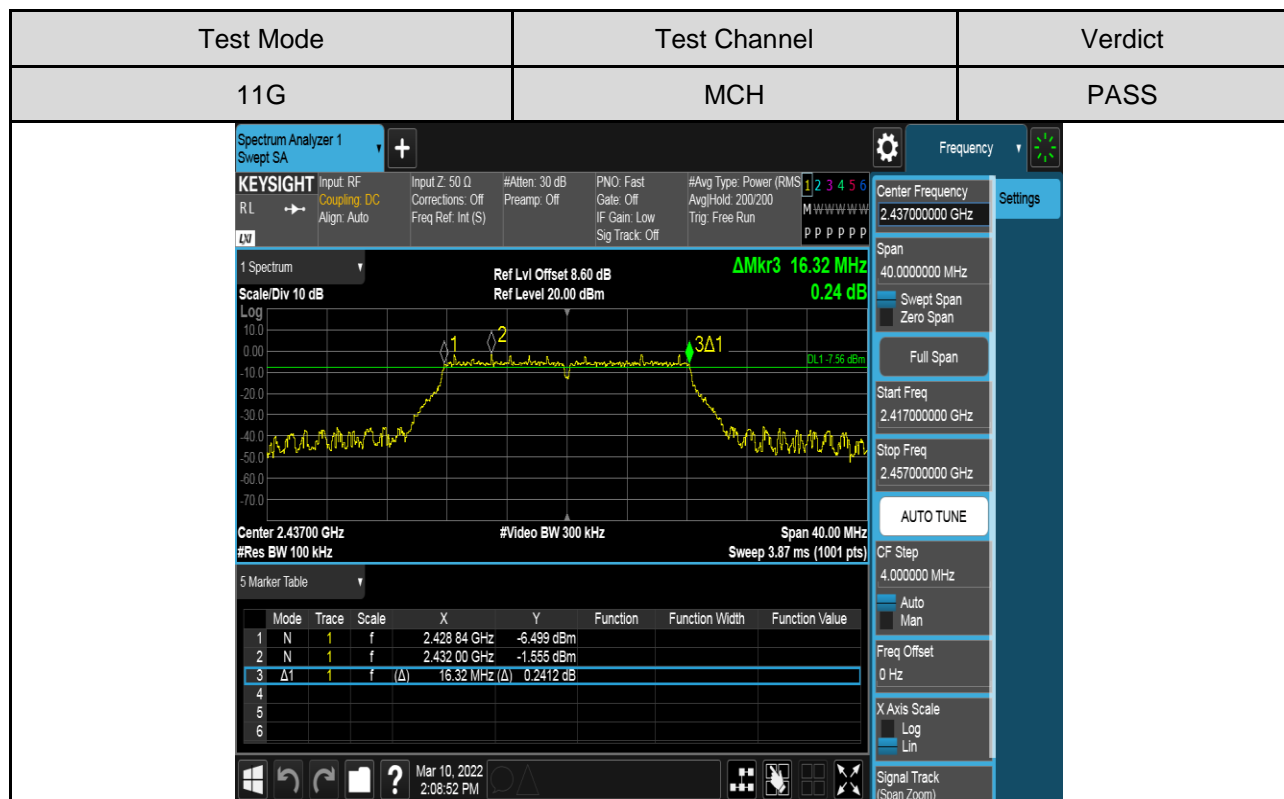 Test Mode Test Channel Verdict
11G MCH PASS
Spectrum Analyzer 1
Swept SA
Frequency
KEYSIGHT Input: RF Input Z: 50 Ω #Atten: 30 dB PNO: Fast #Avg Type: Power (RMS 1 2 3 4 5 6
RL Coupling: DC Corrections: Off Preamp: Off Gate: Off Avg|Hold: 200/200 M W W W W W
Align: Auto Freq Ref: Int (S) IF Gain: Low Trig: Free Run
LXI Sig Track: Off P P P P P P
1 Spectrum
Ref Lvl Offset 8.60 dB
ΔMkr3 16.32 MHz
Scale/Div 10 dB Ref Level 20.00 dBm 0.24 dB
Log
10.0
0.00
-10.0
-20.0
-30.0
-40.0
-50.0
-60.0
-70.0
1
2
3Δ1
DL1 -7.56 dBm
Center 2.43700 GHz #Video BW 300 kHz Span 40.00 MHz
#Res BW 100 kHz Sweep 3.87 ms (1001 pts)
5 Marker Table
Mode Trace Scale X Y Function Function Width Function Value
1 N 1 f 2.428 84 GHz -6.499 dBm
2 N 1 f 2.432 00 GHz -1.555 dBm
3 Δ1 1 f (Δ) 16.32 MHz (Δ) 0.2412 dB
4
5
6
?
Mar 10, 2022
2:08:52 PM
Center Frequency
2.437000000 GHz
Settings
Span
40.0000000 MHz
Swept Span
Zero Span
Full Span
Start Freq
2.417000000 GHz
Stop Freq
2.457000000 GHz
AUTO TUNE
CF Step
4.000000 MHz
Auto
Man
Freq Offset
0 Hz
X Axis Scale
Log
Lin
Signal Track
(Span Zoom)